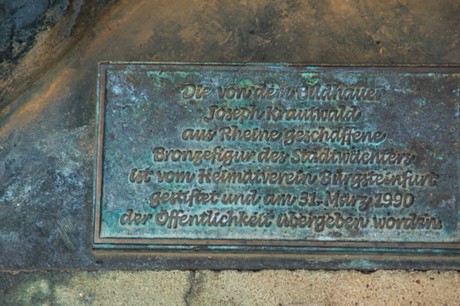 Die von dem Bildhauer
Joseph Krautwald
aus Rheine geschaffene
Bronzefigur des Stadtwächters
ist vom Heimatverein Burgsteinfurt
gestiftet und am 31. März 1990
der Öffentlichkeit übergeben worden.